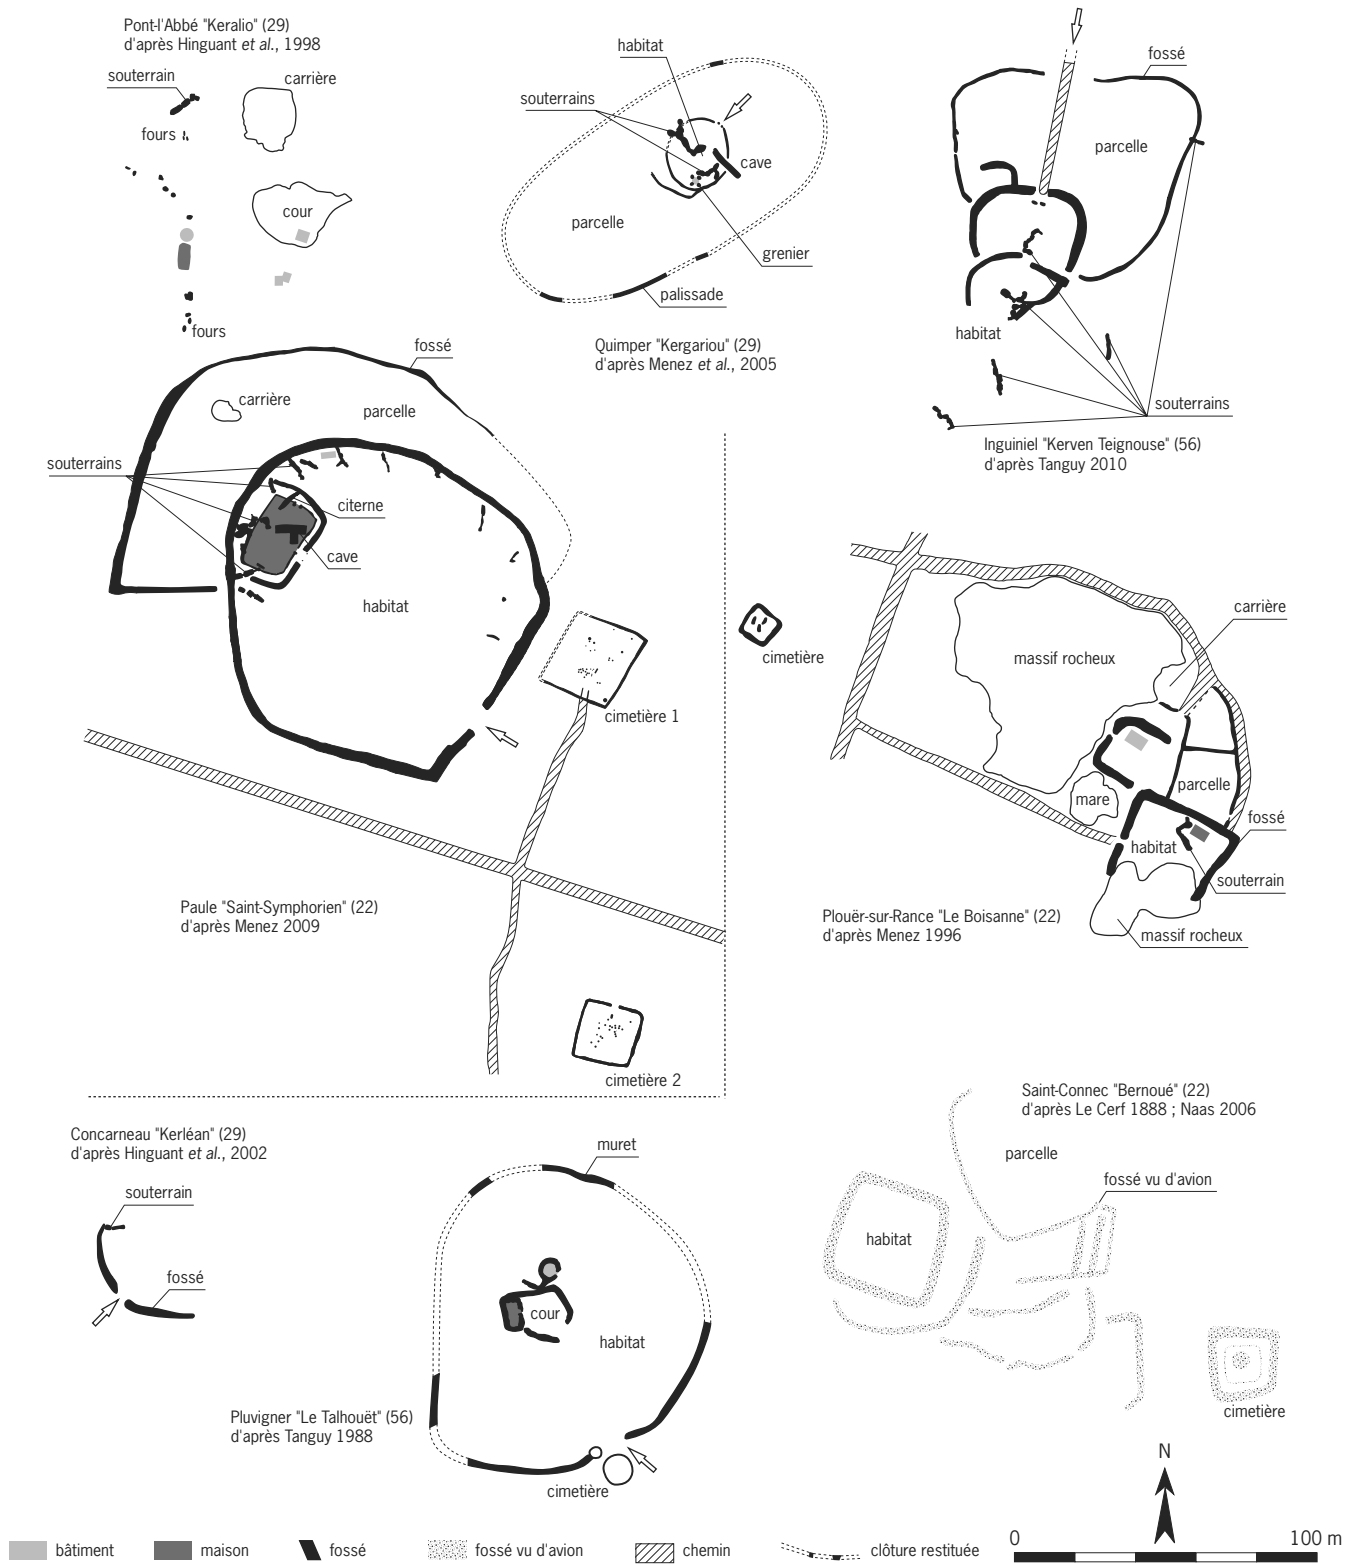 Pont-l'Abbé "Keralio" (29)
d'après Hinguant et al., 1998
souterrain
carrière
fours
cour
fours
habitat
souterrains
cave
parcelle
grenier
palissade
Quimper "Kergariou" (29)
d'après Menez et al., 2005
fossé
parcelle
habitat
souterrains
Inguiniel "Kerven Teignouse" (56)
d'après Tanguy 2010
fossé
carrière
parcelle
souterrains
citerne
cave
habitat
cimetière 1
Paule "Saint-Symphorien" (22)
d'après Menez 2009
cimetière 2
cimetière
carrière
massif rocheux
mare
parcelle
fossé
habitat
souterrain
massif rocheux
Plouër-sur-Rance "Le Boisanne" (22)
d'après Menez 1996
Concarneau "Kerléan" (29)
d'après Hinguant et al., 2002
souterrain
fossé
muret
cour
habitat
Pluvigner "Le Talhouët" (56)
d'après Tanguy 1988
cimetière
Saint-Connec "Bernoué" (22)
d'après Le Cerf 1888 ; Naas 2006
parcelle
fossé vu d'avion
habitat
cimetière
N
0 100 m
bâtiment
maison
fossé
fossé vu d'avion
chemin
clôture restituée